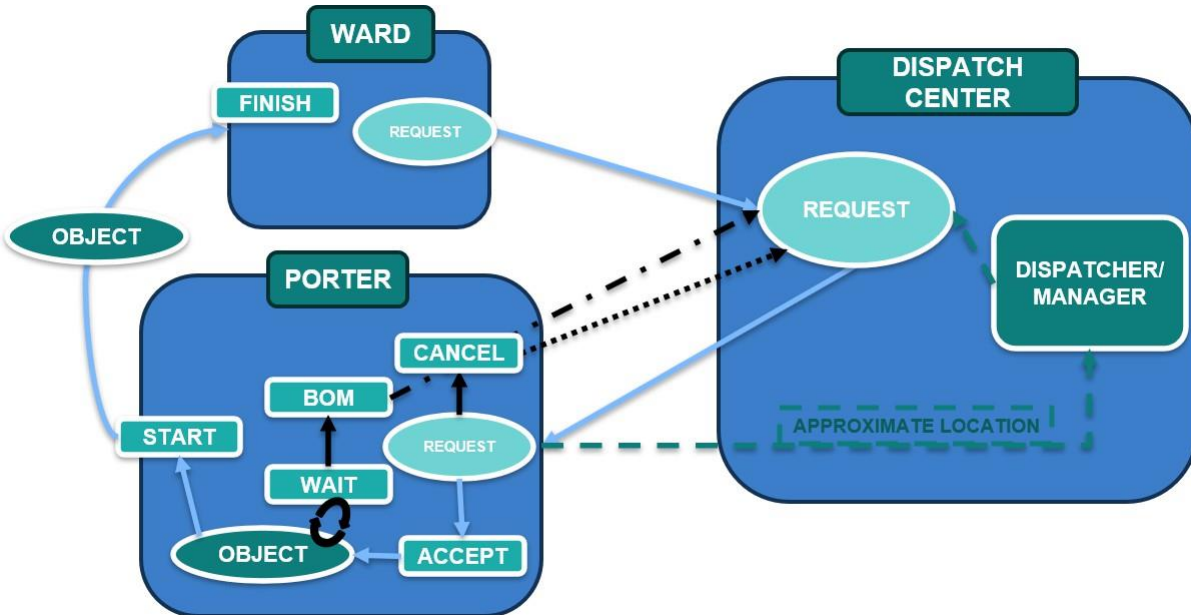 WARD
FINISH
REQUEST
OBJECT
PORTER
CANCEL
BOM
START
REQUEST
WAIT
OBJECT
ACCEPT
DISPATCH
CENTER
REQUEST
DISPATCHER/
MANAGER
APPROXIMATE LOCATION